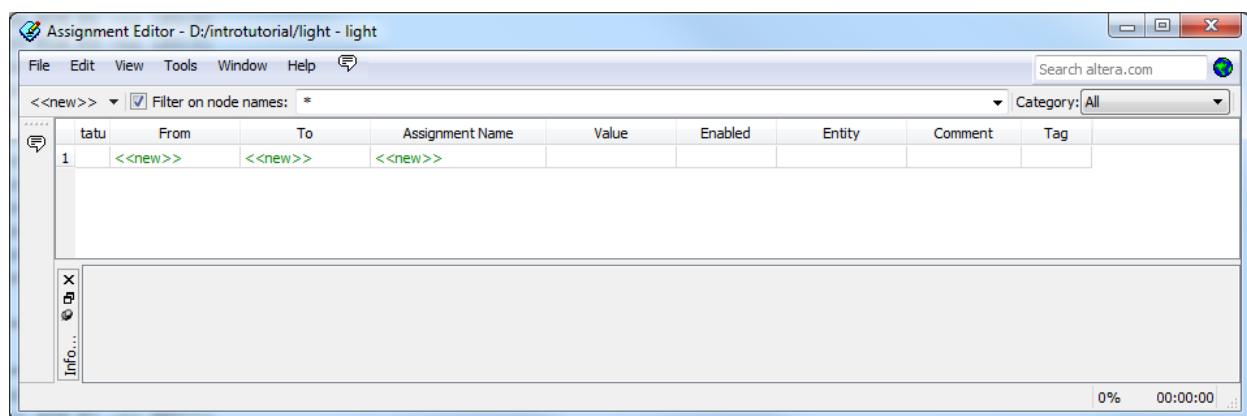 Assignment Editor - D:/introtutorial/light - light
File Edit View Tools Window Help
Search altera.com
<<new>> Filter on node names: * Category: All
tatu From To Assignment Name Value Enabled Entity Comment Tag
1 <<new>> <<new>> <<new>>
Info...
0% 00:00:00